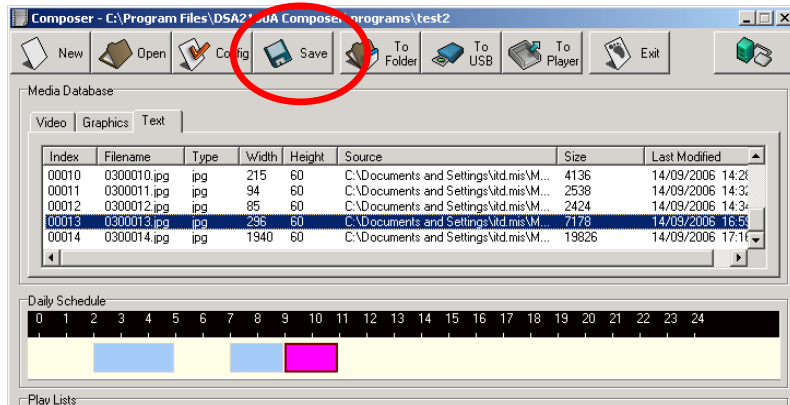 Composer - C:\Program Files\DSA2100A Composer\programs\test2
New Open Config Save To Folder To USB To Player Exit
Media Database
Video Graphics Text
Index Filename Type Width Height Source Size Last Modified
00010 0300010.jpg jpg 215 60 C:\Documents and Settings\itd.mis\M... 4136 14/09/2006 14:28
00011 0300011.jpg jpg 94 60 C:\Documents and Settings\itd.mis\M... 2538 14/09/2006 14:32
00012 0300012.jpg jpg 85 60 C:\Documents and Settings\itd.mis\M... 2424 14/09/2006 14:34
00013 0300013.jpg jpg 296 60 C:\Documents and Settings\itd.mis\M... 7178 14/09/2006 16:59
00014 0300014.jpg jpg 1940 60 C:\Documents and Settings\itd.mis\M... 19826 14/09/2006 17:16
Daily Schedule
0 1 2 3 4 5 6 7 8 9 10 11 12 13 14 15 16 17 18 19 20 21 22 23 24
Play Lists